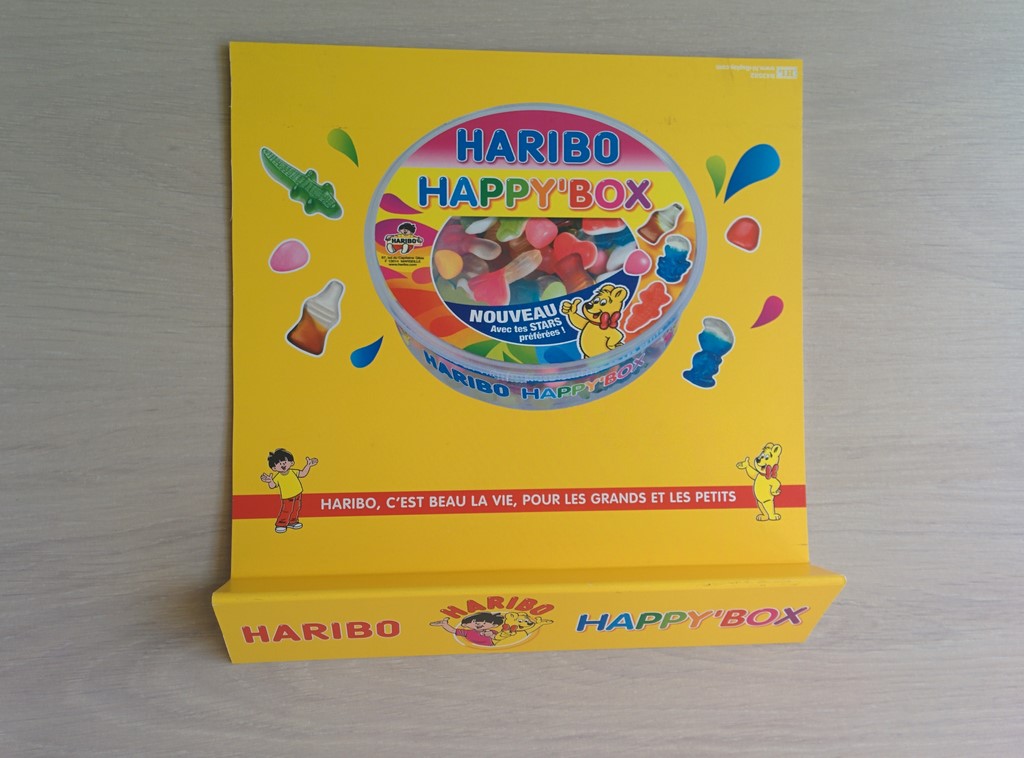 HARIBO
HAPPY'BOX
HARIBO
NOUVEAU
Avec tes STARS
préférées !
HARIBO HAPPY'BOX
HARIBO, C'EST BEAU LA VIE, POUR LES GRANDS ET LES PETITS
HARIBO HARIBO HAPPY'BOX